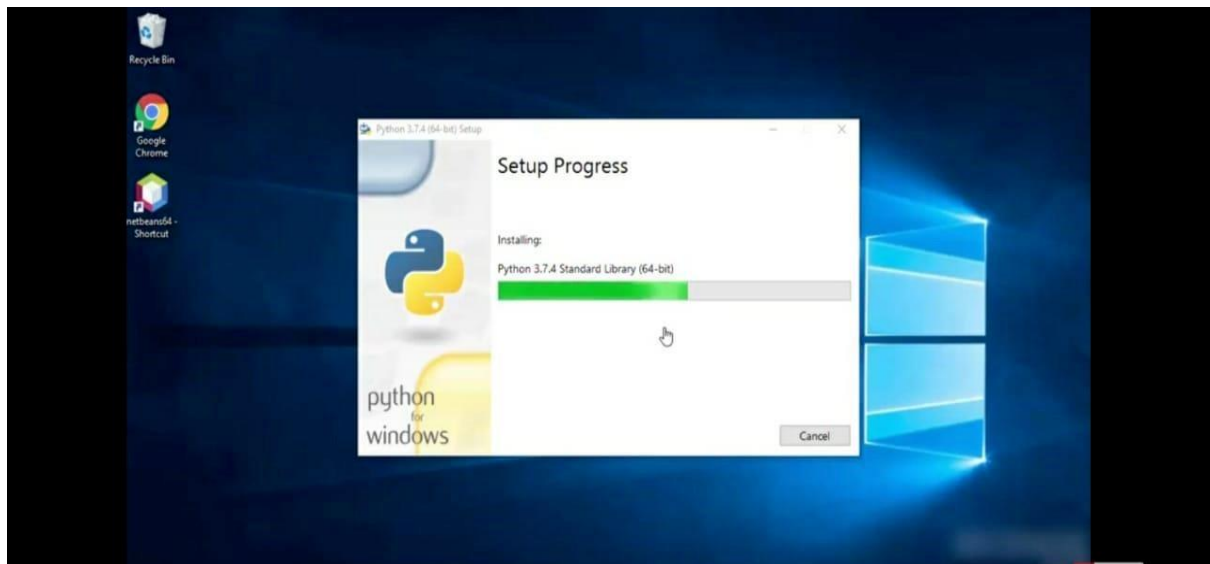 Recycle Bin
Google
Chrome
netbeans64 -
Shortcut
Python 3.7.4 (64-bit) Setup
Setup Progress
Installing:
Python 3.7.4 Standard Library (64-bit)
python
for
windows
Cancel